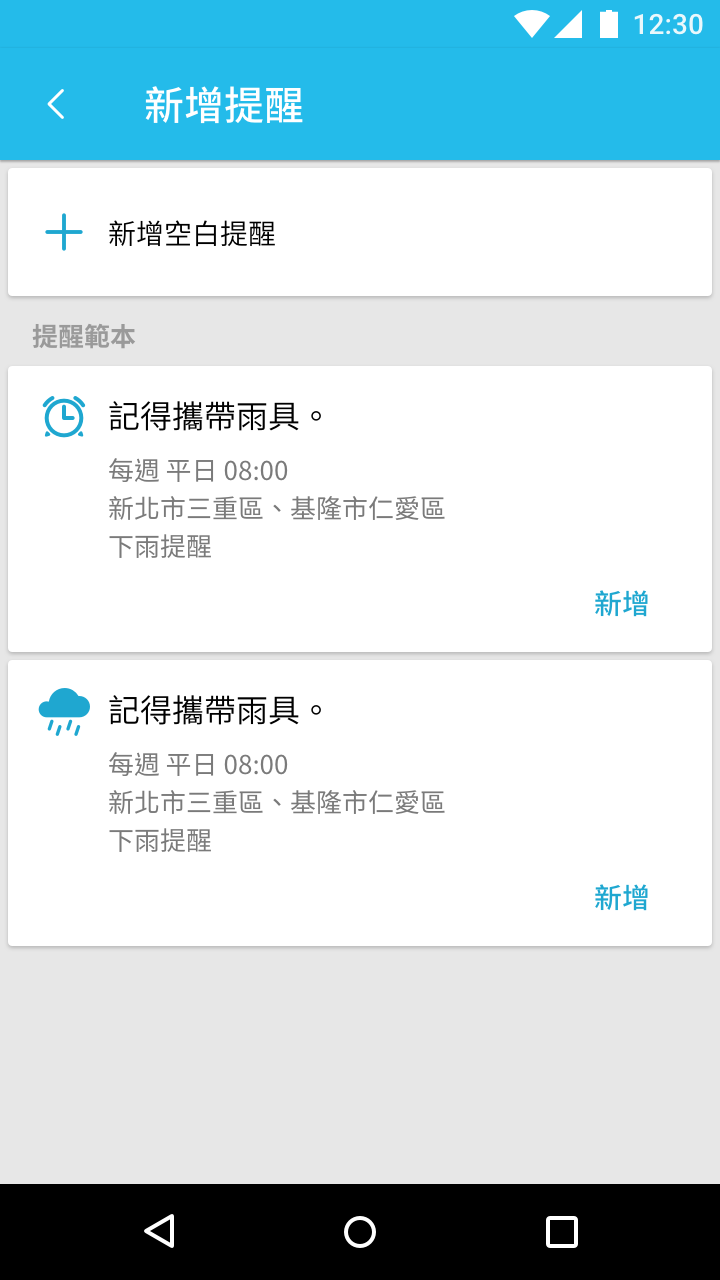 12:30
新增提醒
新增空白提醒
提醒範本
記得攜帶雨具。
每週 平日 08:00
新北市三重區、基隆市仁愛區
下雨提醒
新增
記得攜帶雨具。
每週 平日 08:00
新北市三重區、基隆市仁愛區
下雨提醒
新增